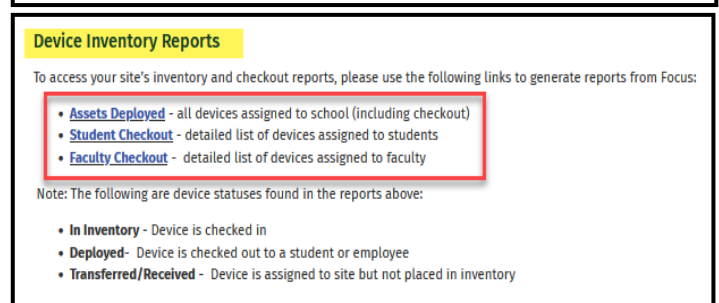 Device Inventory Reports
To access your site's inventory and checkout reports, please use the following links to generate reports from Focus:
• Assets Deployed - all devices assigned to school (including checkout)
• Student Checkout - detailed list of devices assigned to students
• Faculty Checkout - detailed list of devices assigned to faculty
Note: The following are device statuses found in the reports above:
• In Inventory - Device is checked in
• Deployed- Device is checked out to a student or employee
• Transferred/Received - Device is assigned to site but not placed in inventory